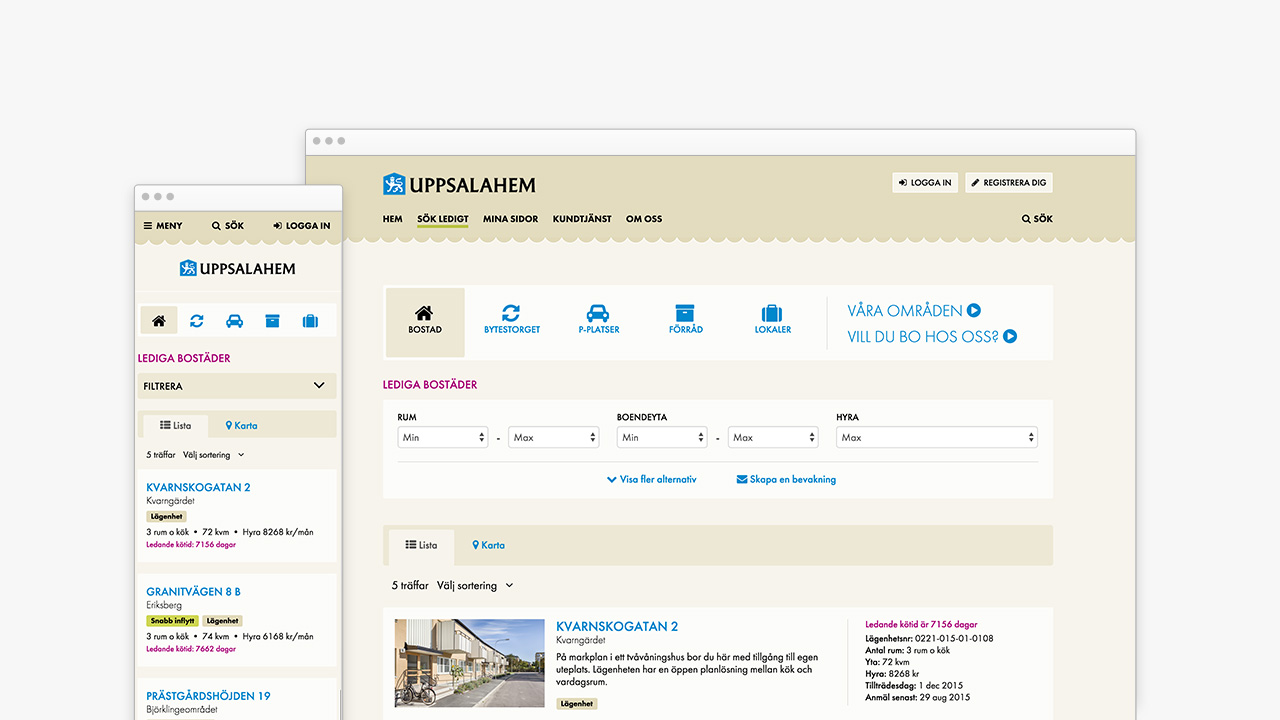 MENY SÖK LOGGA IN
UPPSALAHEM
LEDIGA BOSTÄDER
FILTRERA
Lista Karta
5 träffar Välj sortering
KVARNSKOGATAN 2
Kvarngärdet
Lägenhet
3 rum o kök • 72 kvm • Hyra 8268 kr/mån
Ledande kötid: 7156 dagar
GRANITVÄGEN 8 B
Eriksberg
Snabb inflytt Lägenhet
3 rum o kök • 74 kvm • Hyra 6168 kr/mån
Ledande kötid: 7662 dagar
PRÄSTGÅRDSHÖJDEN 19
Björklingeområdet
UPPSALAHEM
LOGGA IN REGISTRERA DIG
HEM SÖK LEDIGT MINA SIDOR KUNDTJÄNST OM OSS SÖK
BOSTAD BYTESTORGET P-PLATSER FÖRRÅD LOKALER
VÅRA OMRÅDEN
VILL DU BO HOS OSS?
LEDIGA BOSTÄDER
RUM BOENDEYTA HYRA
Min - Max Min - Max Max
Visa fler alternativ Skapa en bevakning
Lista Karta
5 träffar Välj sortering
KVARNSKOGATAN 2
Kvarngärdet
På markplan i ett tvåvåningshus bor du här med tillgång till egen
uteplats. Lägenheten har en öppen planlösning mellan kök och
vardagsrum.
Lägenhet
Ledande kötid är 7156 dagar
Lägenhetsnr: 0221-015-01-0108
Antal rum: 3 rum o kök
Yta: 72 kvm
Hyra: 8268 kr
Tillträdesdag: 1 dec 2015
Anmäl senast: 29 aug 2015